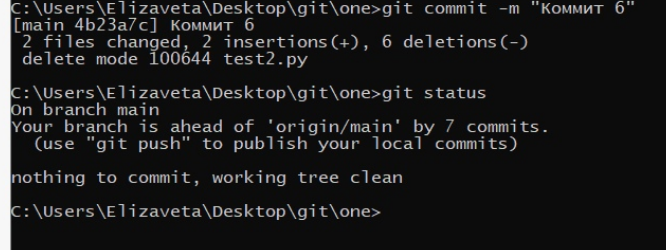 C:\Users\Elizaveta\Desktop\git\one>git commit -m "Коммит 6"
[main 4b23a7c] Коммит 6
 2 files changed, 2 insertions(+), 6 deletions(-)
 delete mode 100644 test2.py
C:\Users\Elizaveta\Desktop\git\one>git status
On branch main
Your branch is ahead of 'origin/main' by 7 commits.
  (use "git push" to publish your local commits)
nothing to commit, working tree clean
C:\Users\Elizaveta\Desktop\git\one>